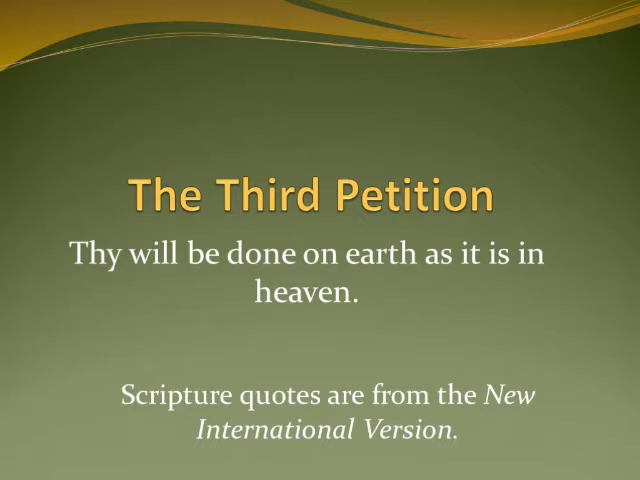 The Third Petition
Thy will be done on earth as it is in
heaven.
Scripture quotes are from the New
International Version.